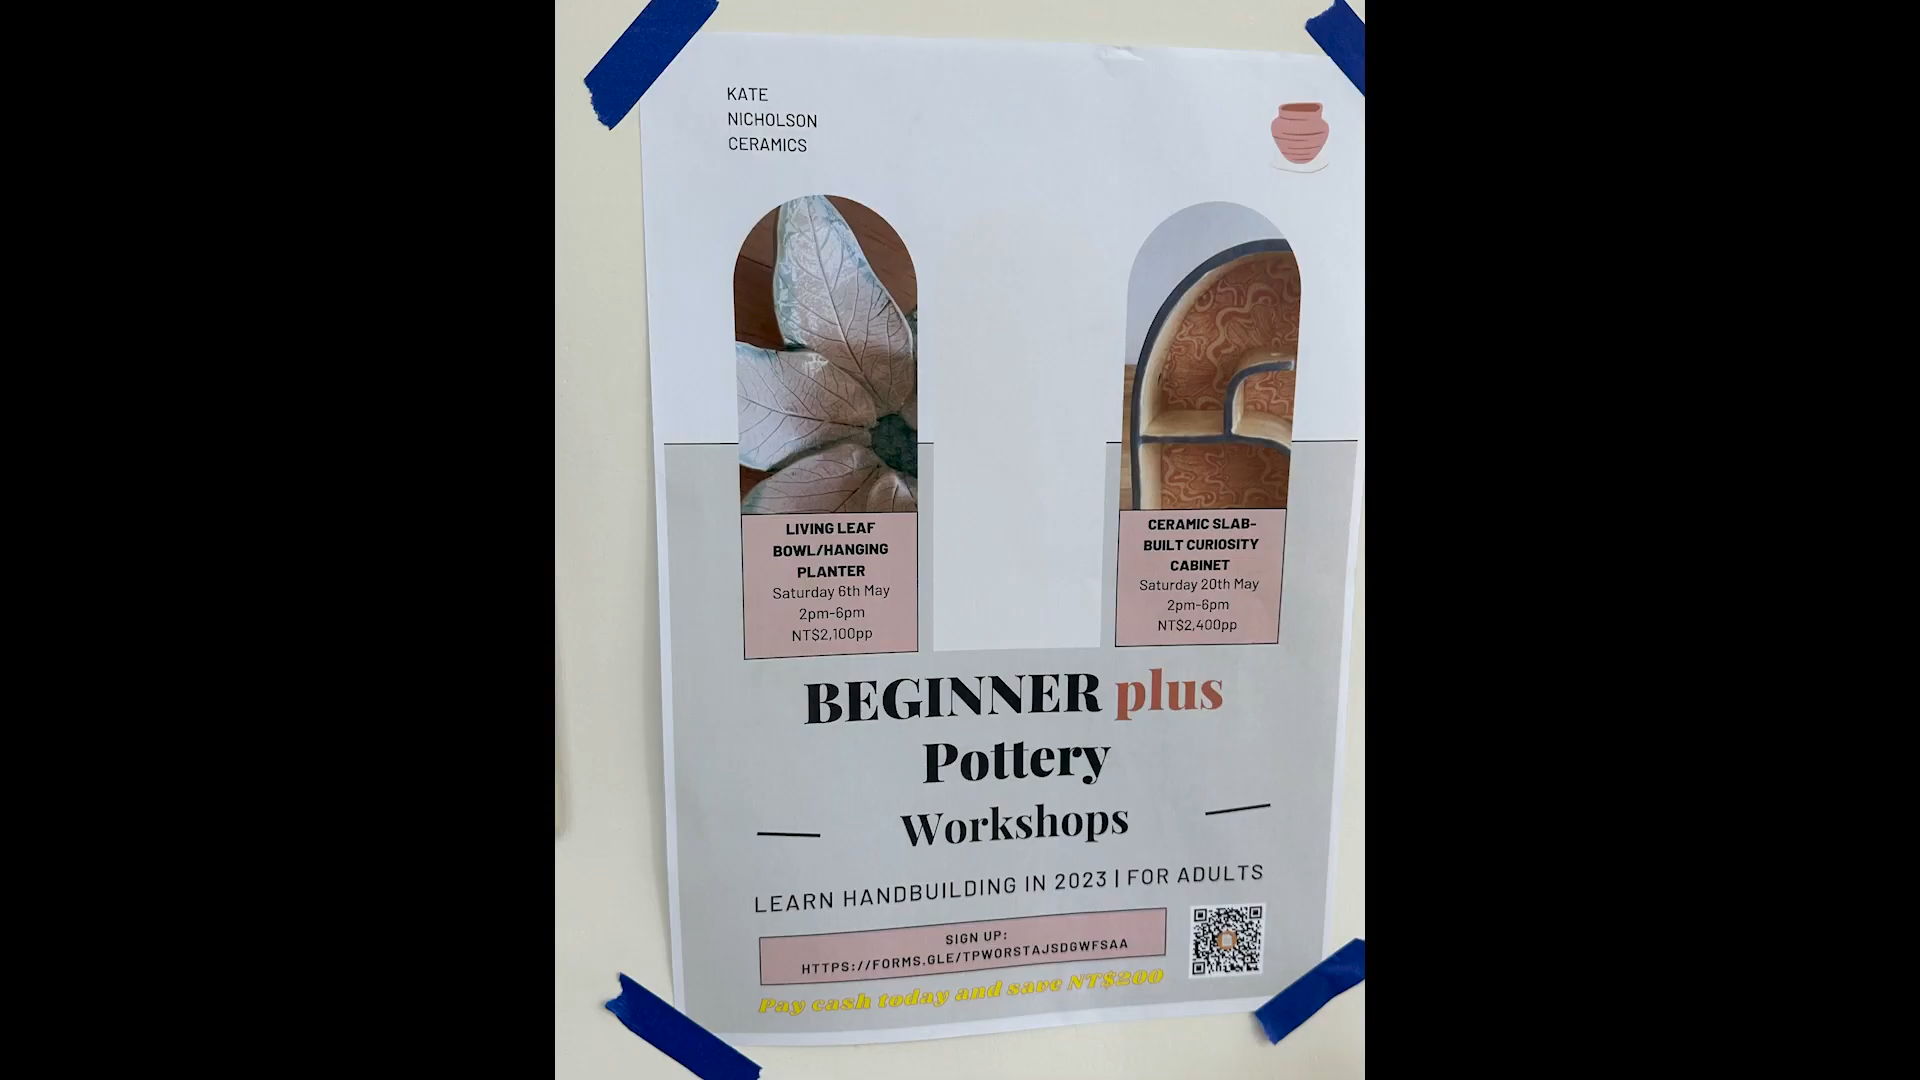 KATE
NICHOLSON
CERAMICS
LIVING LEAF
BOWL/HANGING
PLANTER
Saturday 6th May
2pm-6pm
NT$2,100pp
CERAMIC SLAB-
BUILT CURIOSITY
CABINET
Saturday 20th May
2pm-6pm
NT$2,400pp
BEGINNER plus
Pottery
Workshops
LEARN HANDBUILDING IN 2023 | FOR ADULTS
SIGN UP:
HTTPS://FORMS.GLE/TPWORSTAJSDGWFSAA
Pay cash today and save NT$200